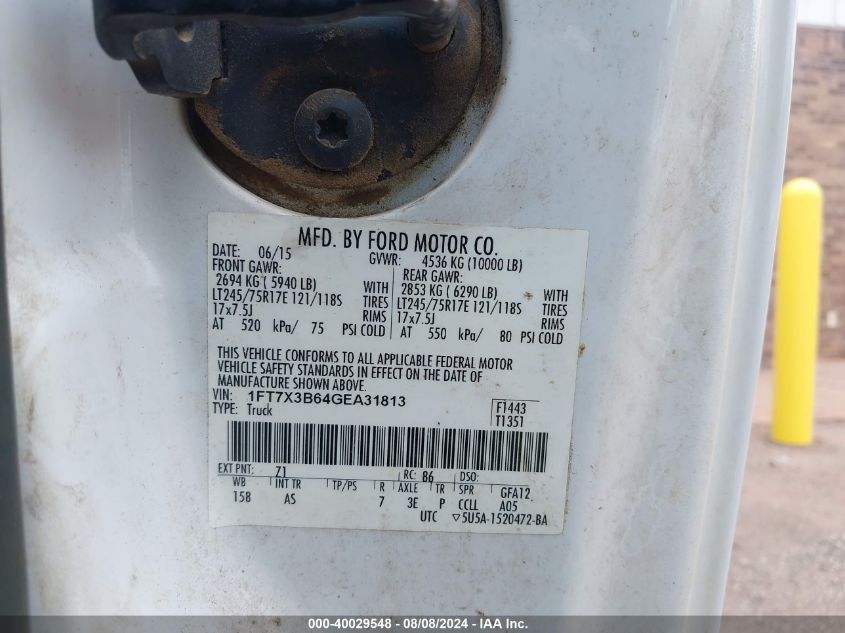 MFD. BY FORD MOTOR CO.
DATE: 06/15 GVWR: 4536 KG (10000 LB)
FRONT GAWR: REAR GAWR:
2694 KG ( 5940 LB) WITH 2853 KG ( 6290 LB) WITH
LT245/75R17E 121/118S TIRES LT245/75R17E 121/118S TIRES
17x7.5J RIMS 17x7.5J RIMS
AT 520 kPa/ 75 PSI COLD AT 550 kPa/ 80 PSI COLD
THIS VEHICLE CONFORMS TO ALL APPLICABLE FEDERAL MOTOR
VEHICLE SAFETY STANDARDS IN EFFECT ON THE DATE OF
MANUFACTURE SHOWN ABOVE.
VIN: 1FT7X3B64GEA31813
TYPE: Truck
F1443
T1351
EXT PNT: Z1 RC: 86 DSO:
WB INT TR TP/PS R AXLE TR SPR GFA12
158 AS 7 3E P CCLL A05
UTC ▽5U5A-1520472-BA
000-40029548 - 08/08/2024 - IAAI.com